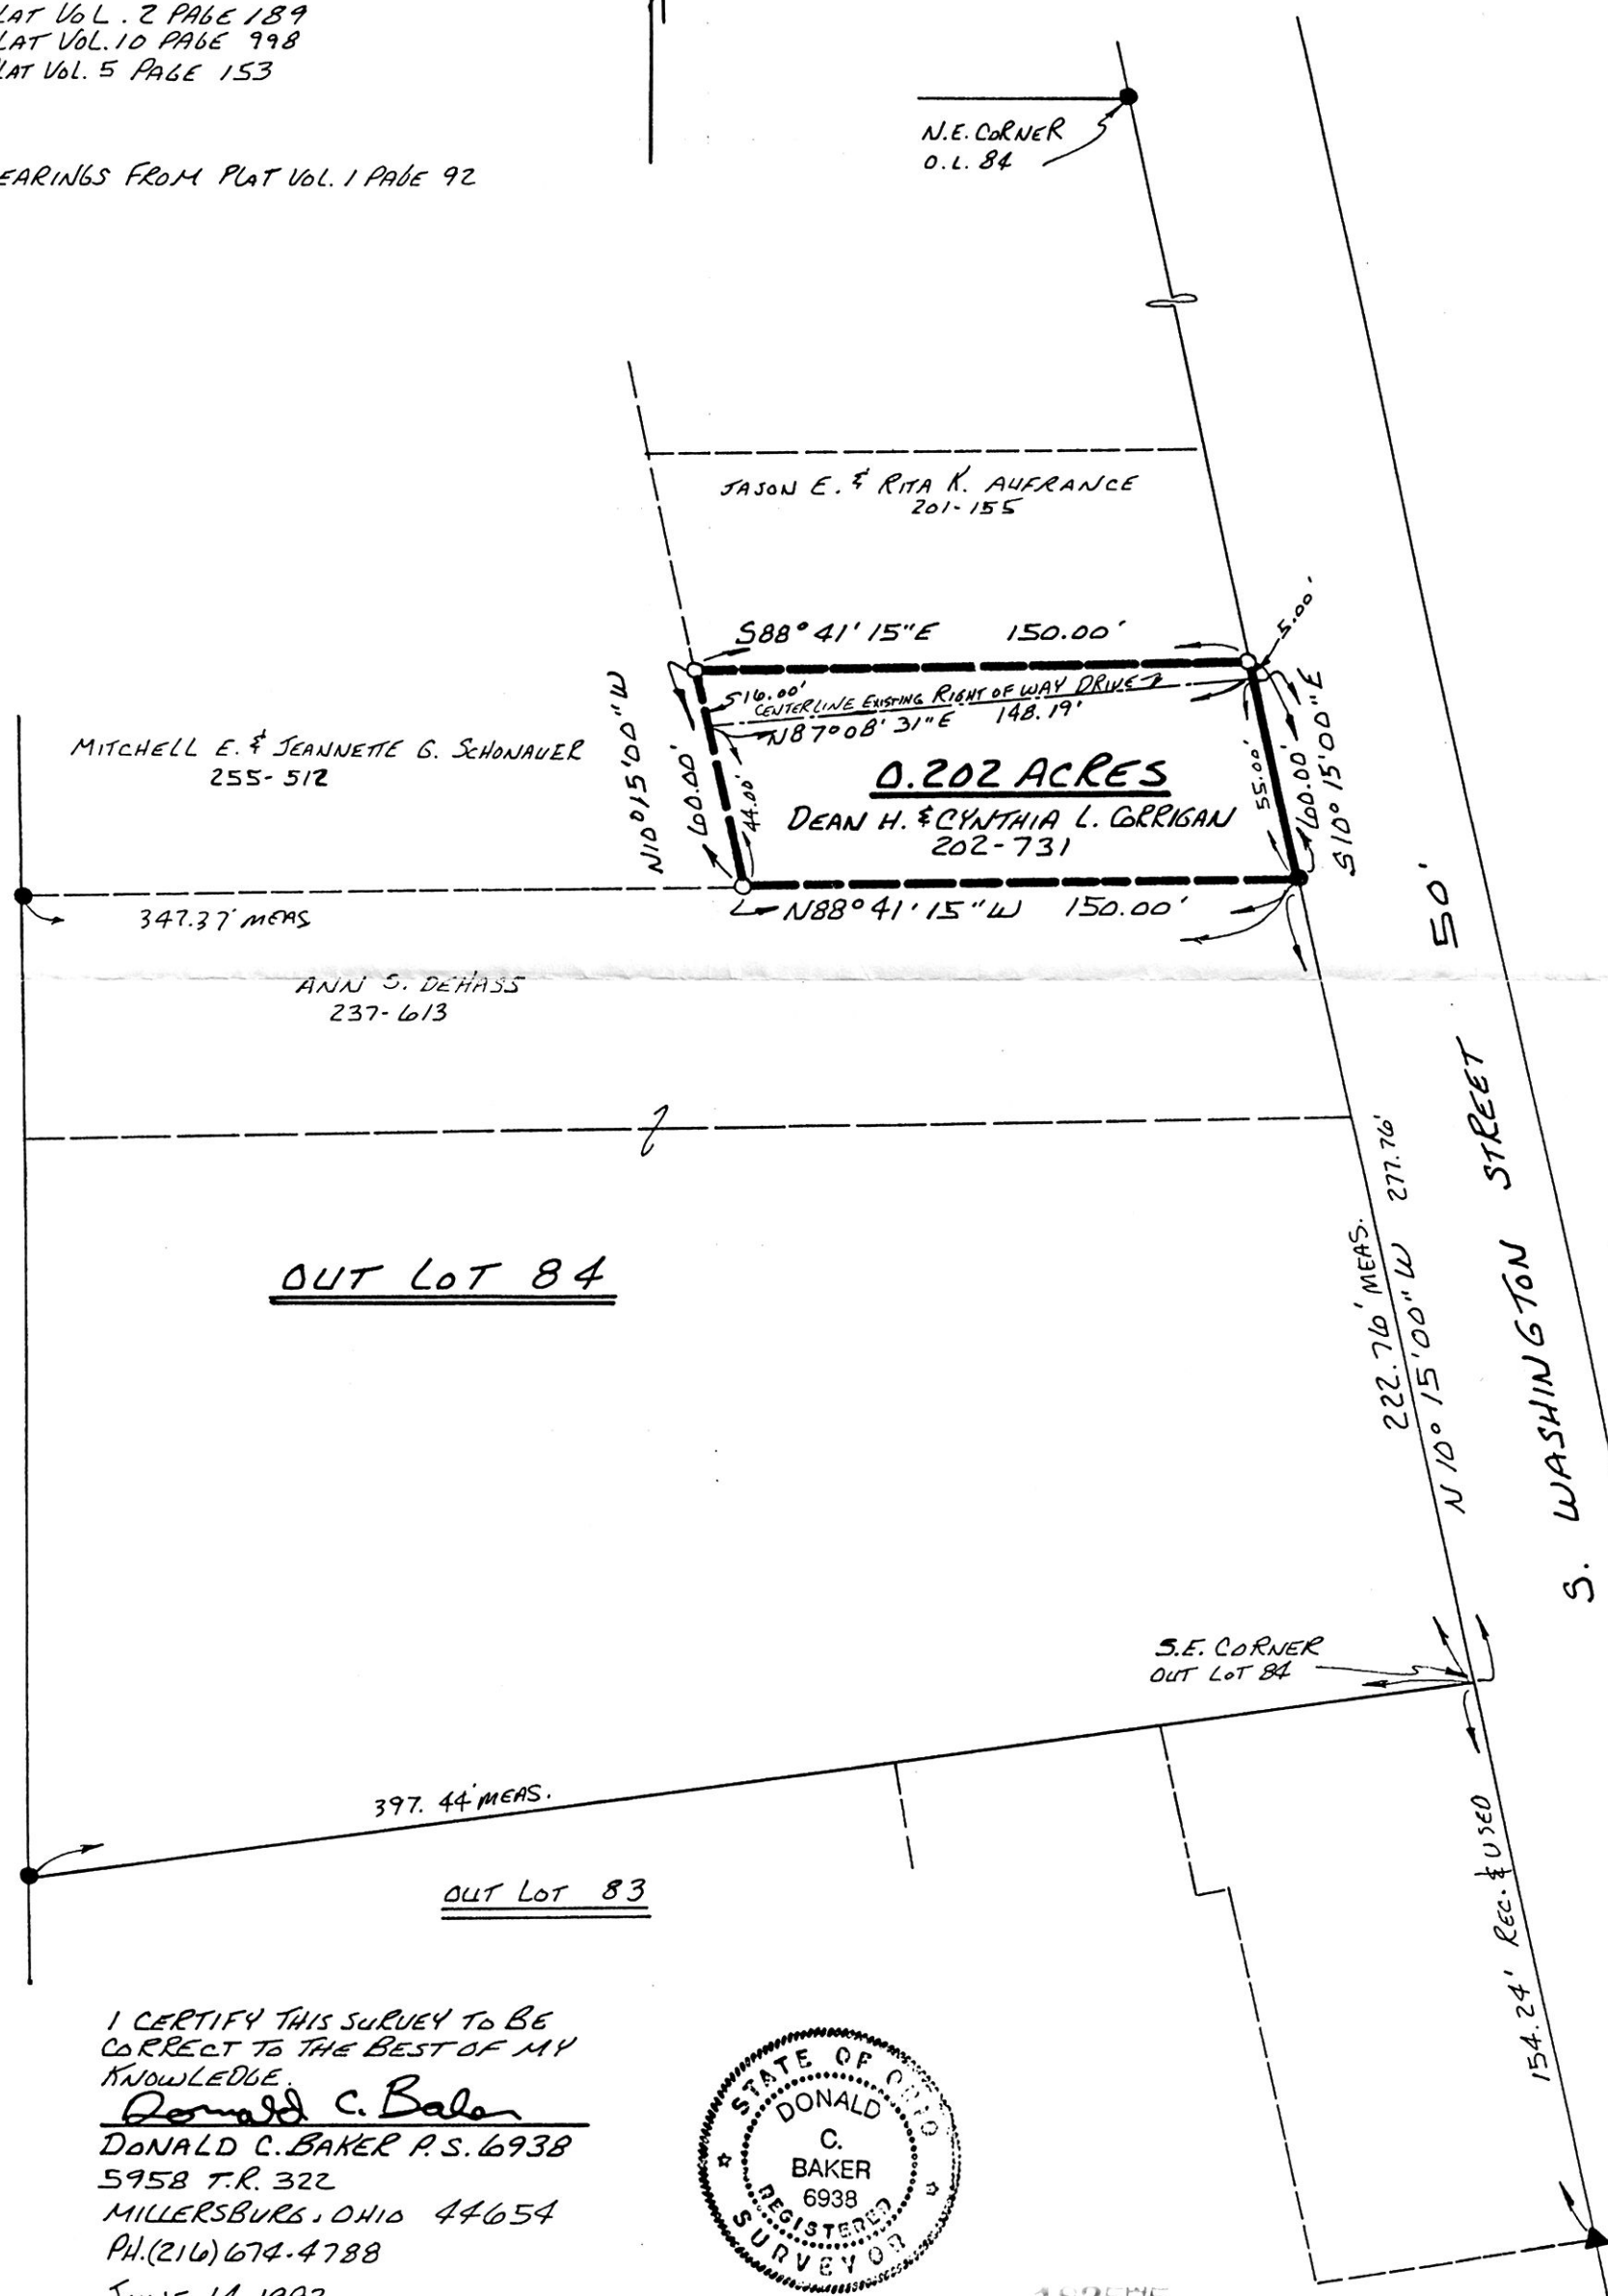 LAT VOL. 2 PAGE 189
LAT VOL. 10 PAGE 998
LAT VOL. 5 PAGE 153
EARINGS FROM PLAT VOL. 1 PAGE 92
N.E. CORNER
O.L. 84
JASON E. & RITA K. AUFRANCE
201-155
S88°41'15"E 150.00'
5.00'
16.00'
CENTERLINE EXISTING RIGHT OF WAY DRIVE
N87°08'31"E 148.19'
N10°15'00"W
60.00'
44.00'
55.00'
60.00'
S10°15'00"E
0.202 ACRES
DEAN H. & CYNTHIA L. CORRIGAN
202-731
N88°41'15"W 150.00'
MITCHELL E. & JEANNETTE G. SCHONAUER
255-512
347.37' MEAS
ANN S. DEHASS
237-613
OUT LOT 84
222.76' MEAS.
N 10° 15' 00" W 277.76'
S. WASHINGTON STREET 50'
S.E. CORNER
OUT LOT 84
397.44' MEAS.
OUT LOT 83
154.24' REC. & USED
I CERTIFY THIS SURVEY TO BE
CORRECT TO THE BEST OF MY
KNOWLEDGE.
Donald C. Baker
DONALD C. BAKER P.S. 6938
5958 T.R. 322
MILLERSBURG, OHIO 44654
PH.(216) 674-4788
STATE OF OHIO
DONALD
C.
BAKER
6938
REGISTERED
SURVEYOR